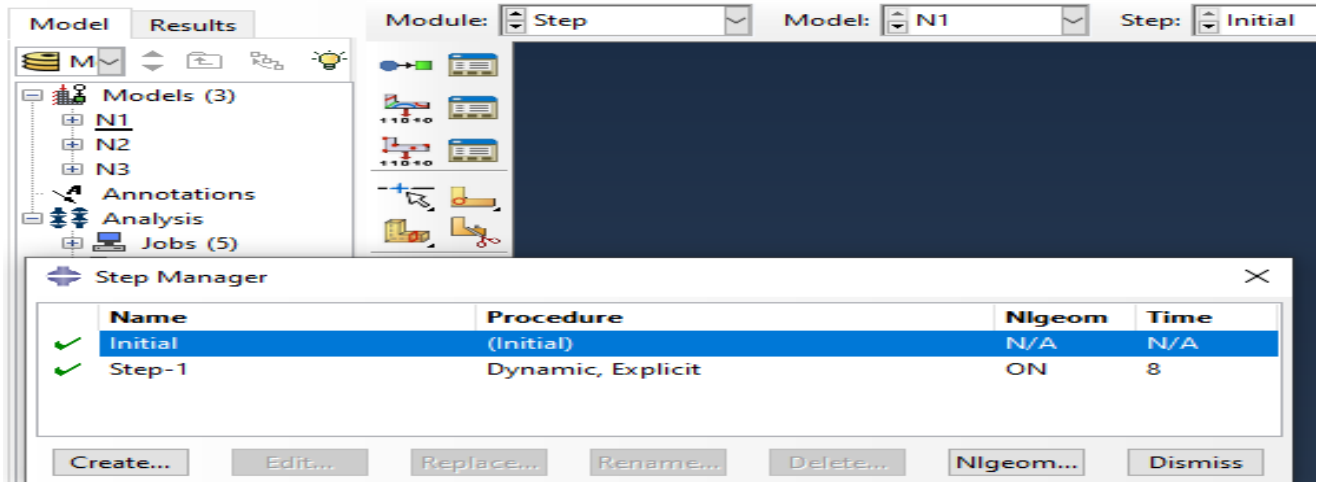 Model Results
Module: Step Model: N1 Step: Initial
M
Models (3)
N1
N2
N3
Annotations
Analysis
Jobs (5)
Step Manager
Name Procedure Nlgeom Time
Initial (Initial) N/A N/A
Step-1 Dynamic, Explicit ON 8
Create... Edit... Replace... Rename... Delete... Nlgeom... Dismiss